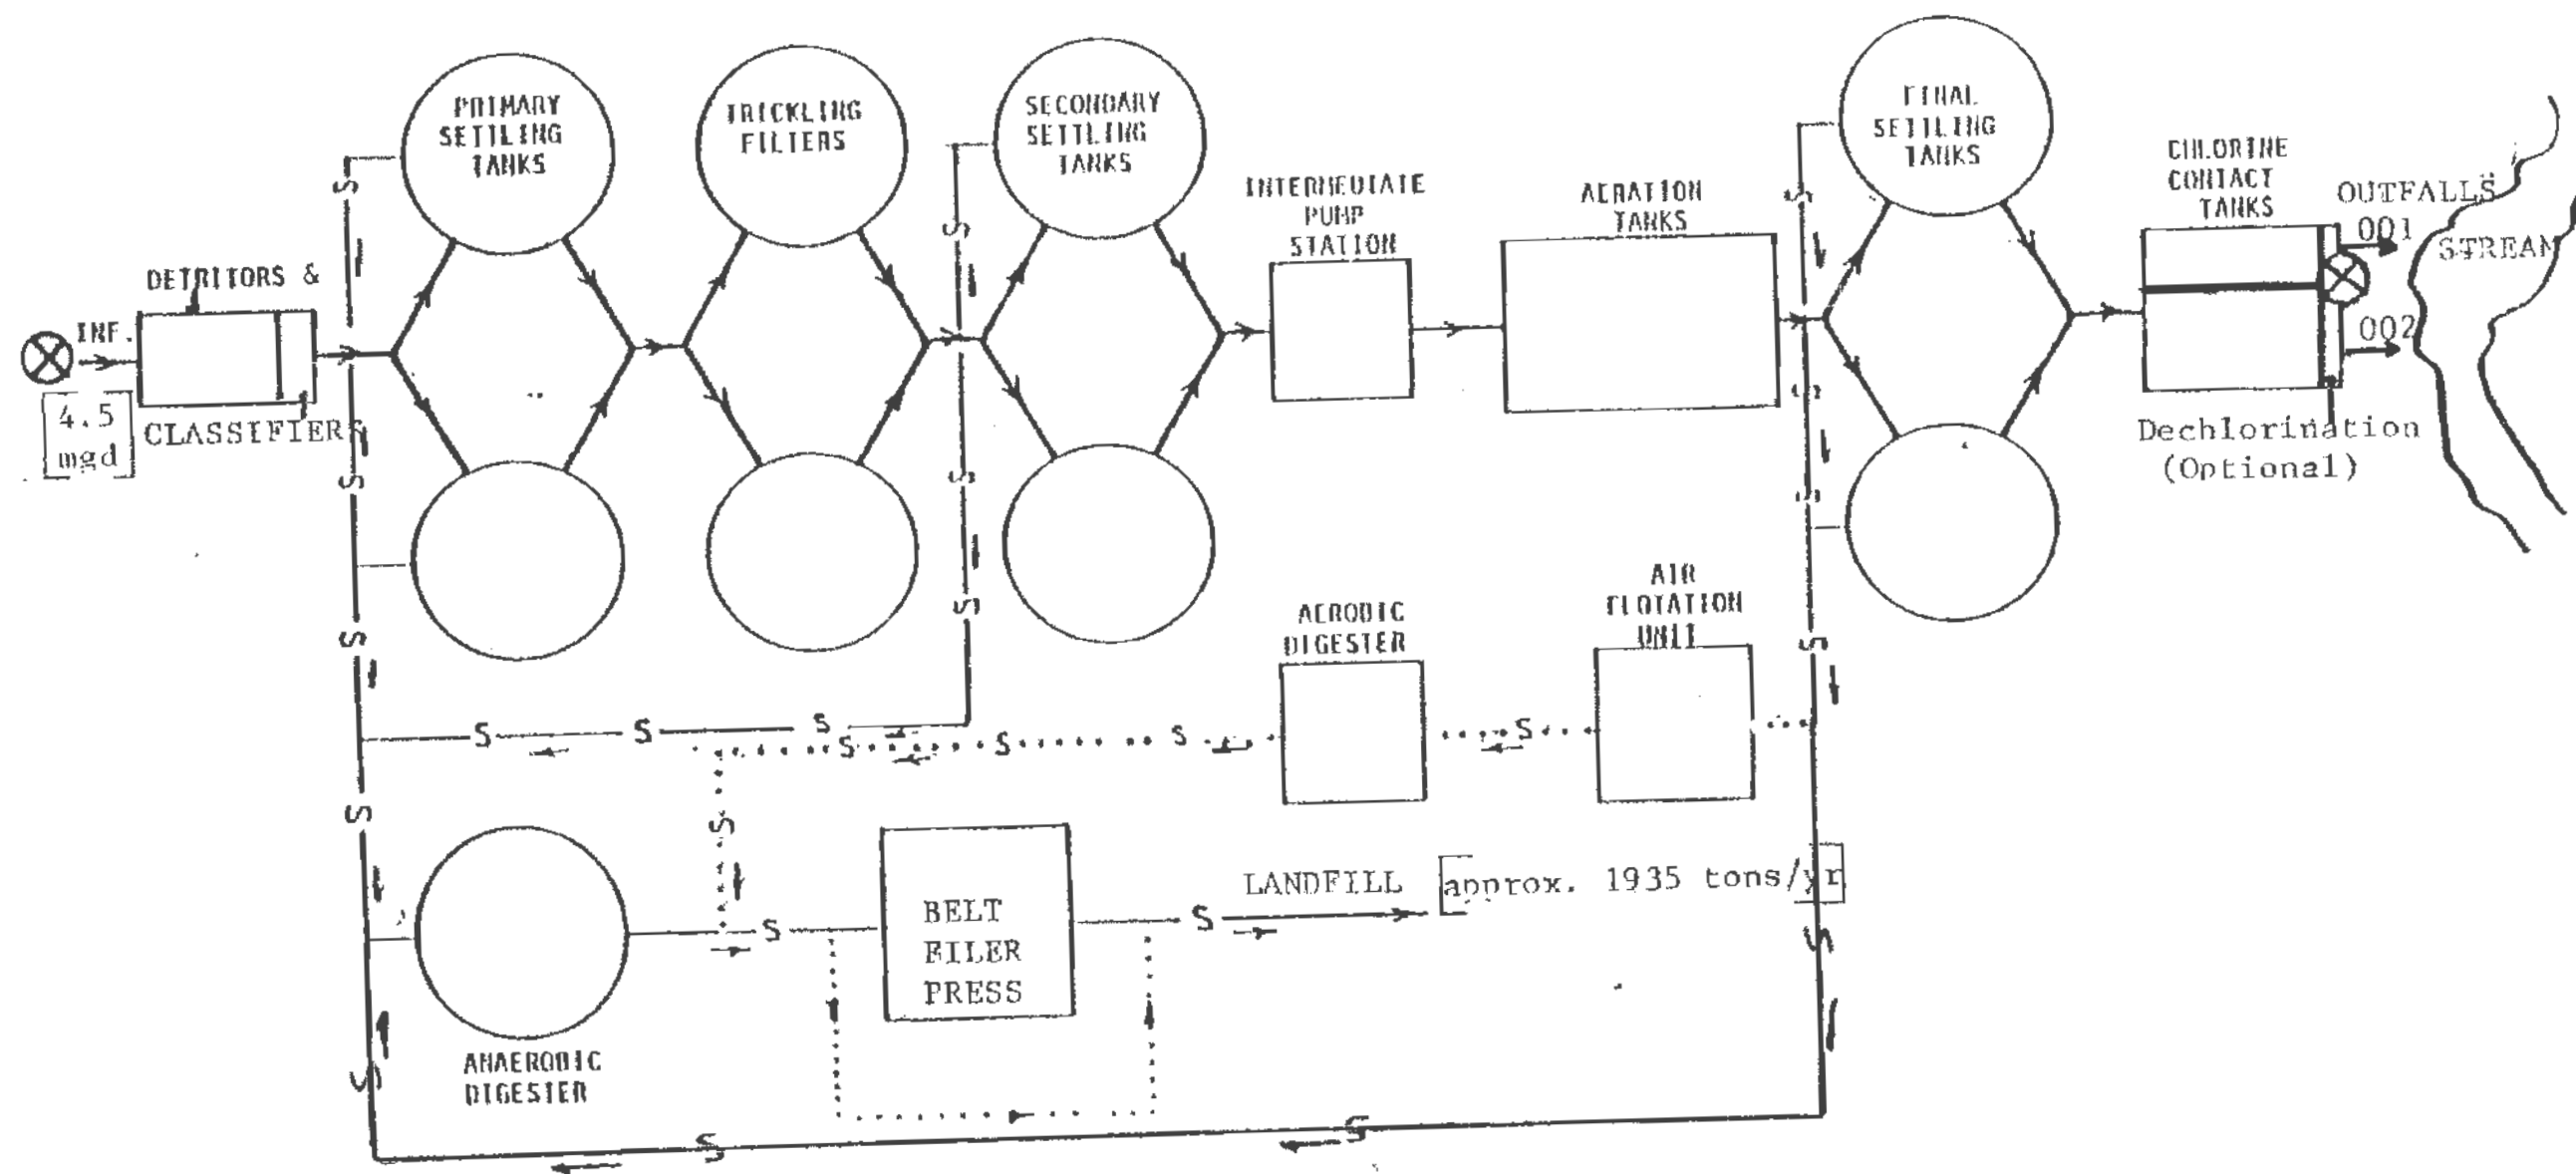 PRIMARY
SETTLING
TANKS
TRICKLING
FILTERS
SECONDARY
SETTLING
TANKS
FINAL
SETTLING
TANKS
CHLORINE
CONTACT
TANKS
INTERMEDIATE
PUMP
STATION
AERATION
TANKS
OUTFALLS
001
002
STREAM
DETRITORS &
CLASSIFIERS
INF.
4.5
mgd
Dechlorination
(Optional)
S
S
S
S
S
S
S
S
S
S
S
S
S
AEROBIC
DIGESTER
AIR
FLOTATION
UNIT
S
S
S
S
S
S
S
S
S
ANAEROBIC
DIGESTER
S
BELT
FILER
PRESS
S
LANDFILL
approx. 1935 tons/yr
S
S
S
S